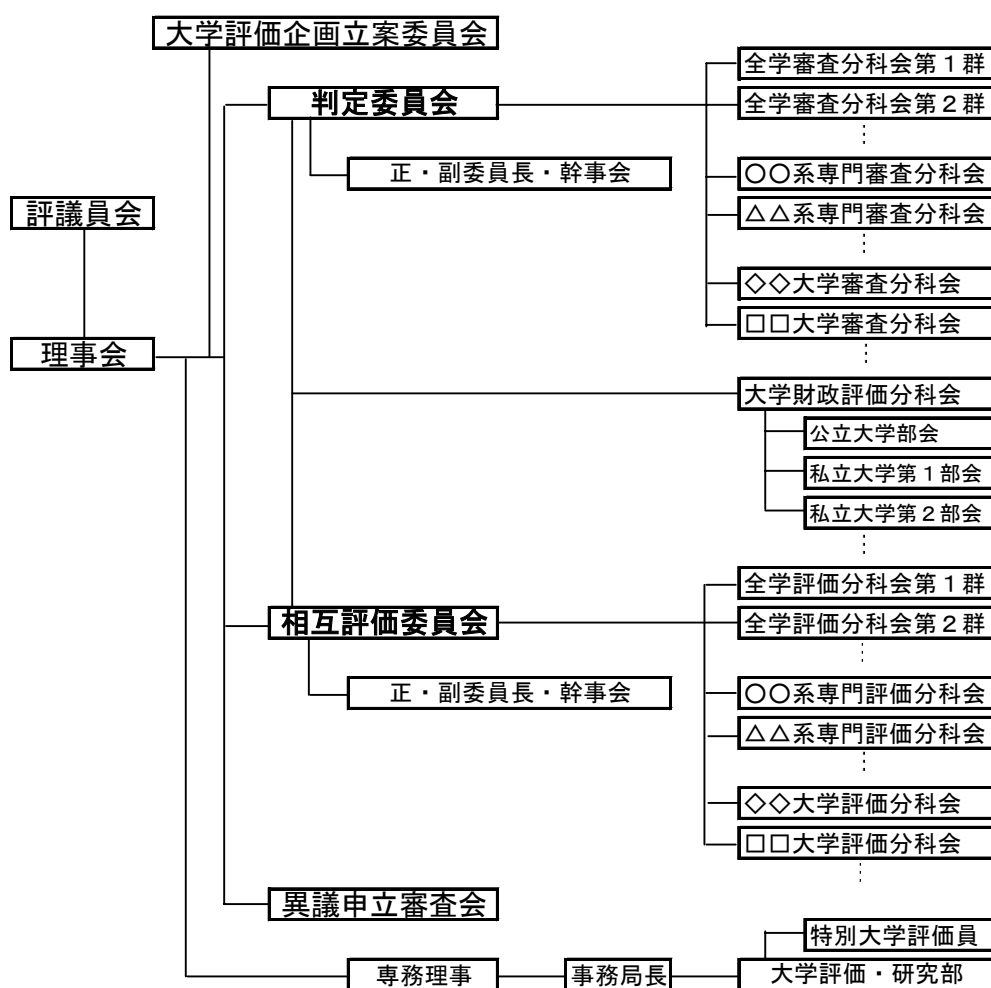 大学評価企画立案委員会
全学審査分科会第１群
判定委員会
全学審査分科会第２群
正・副委員長・幹事会
〇〇系専門審査分科会
評議員会
△△系専門審査分科会
◇◇大学審査分科会
□□大学審査分科会
理事会
大学財政評価分科会
公立大学部会
私立大学第１部会
私立大学第２部会
全学評価分科会第１群
相互評価委員会
全学評価分科会第２群
正・副委員長・幹事会
〇〇系専門評価分科会
△△系専門評価分科会
◇◇大学評価分科会
□□大学評価分科会
異議申立審査会
特別大学評価員
専務理事
事務局長
大学評価・研究部